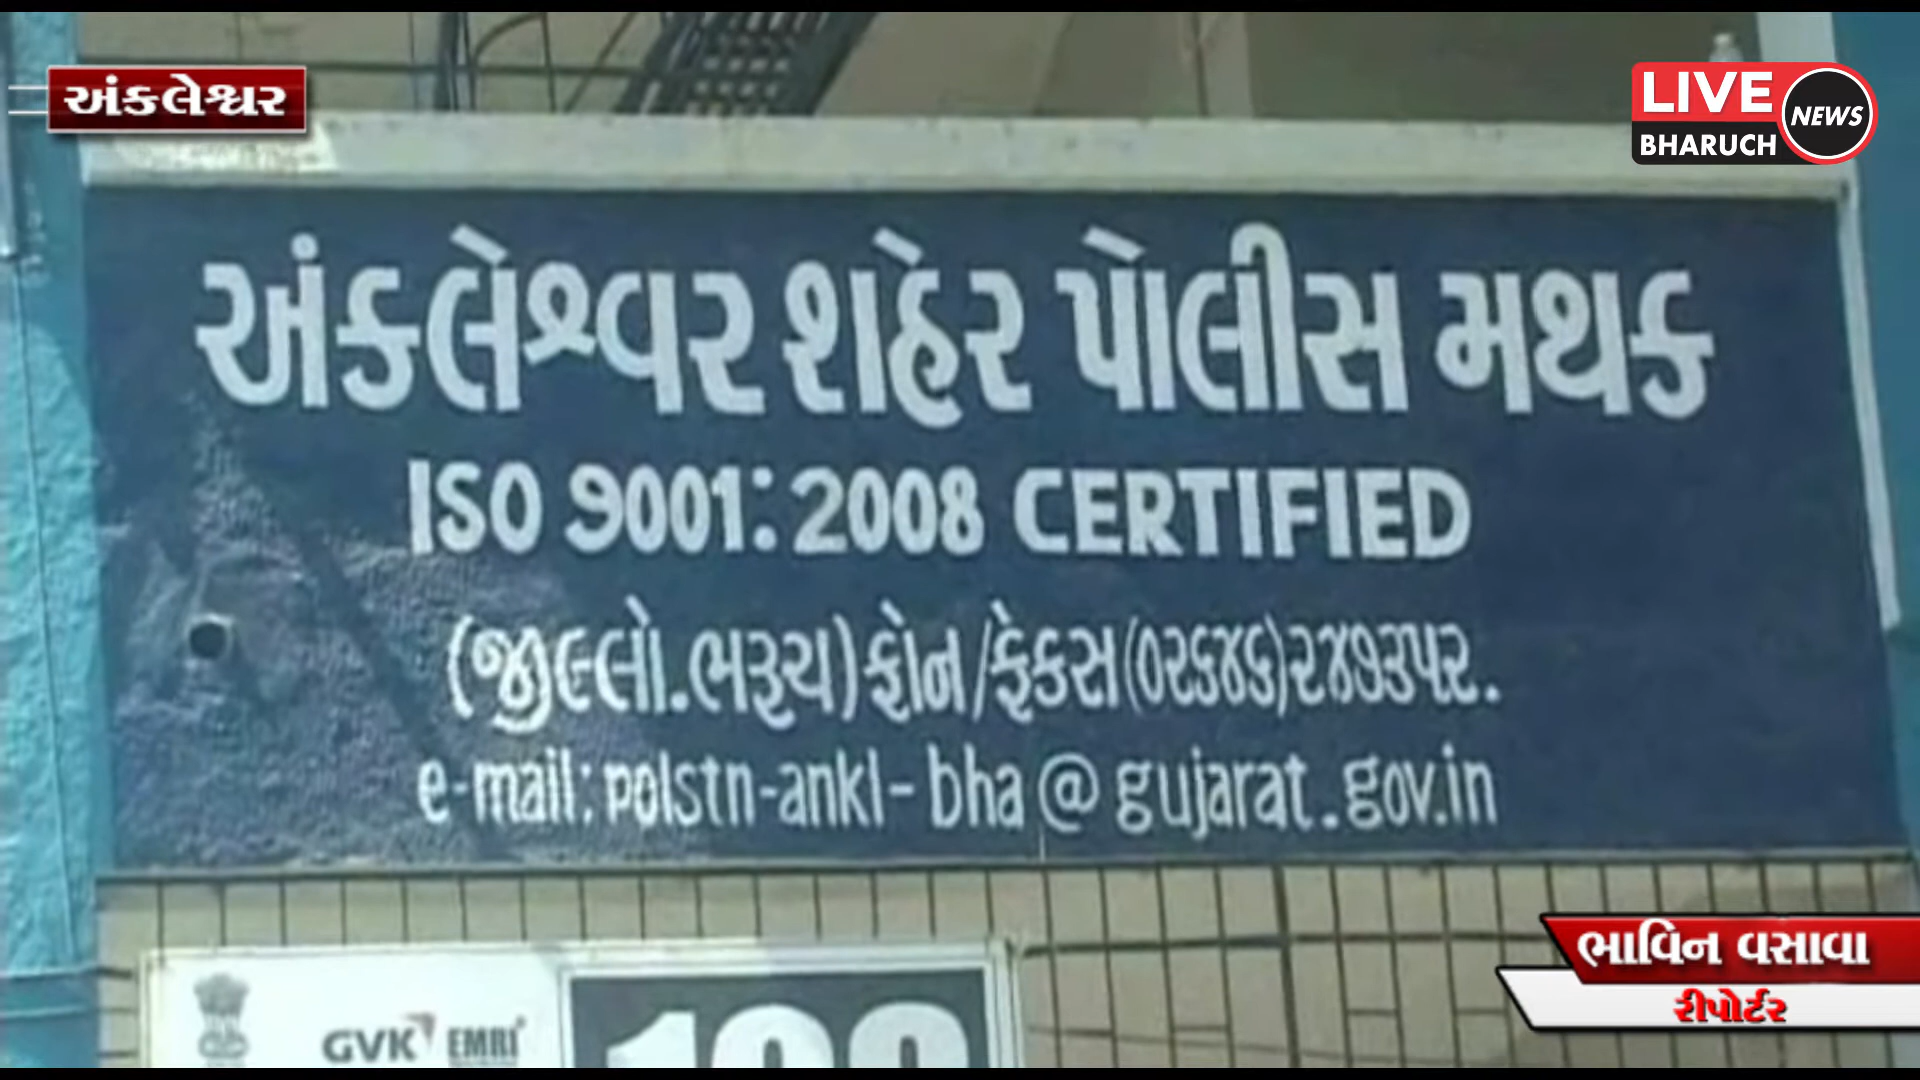 અંકલેશ્વર
LIVE
NEWS
BHARUCH
અંકલેશ્વર શહેર પોલીસ મથક
ISO 9001:2008 CERTIFIED
(જીલ્લો.ભરૂચ) ફોન/ફેકસ(૦૨૬૪૬)૨૪૭૩૫૨.
e-mail: polstn-ankl-bha@gujarat.gov.in
ભાવિન વસાવા
રીપોર્ટર
GVK EMRI